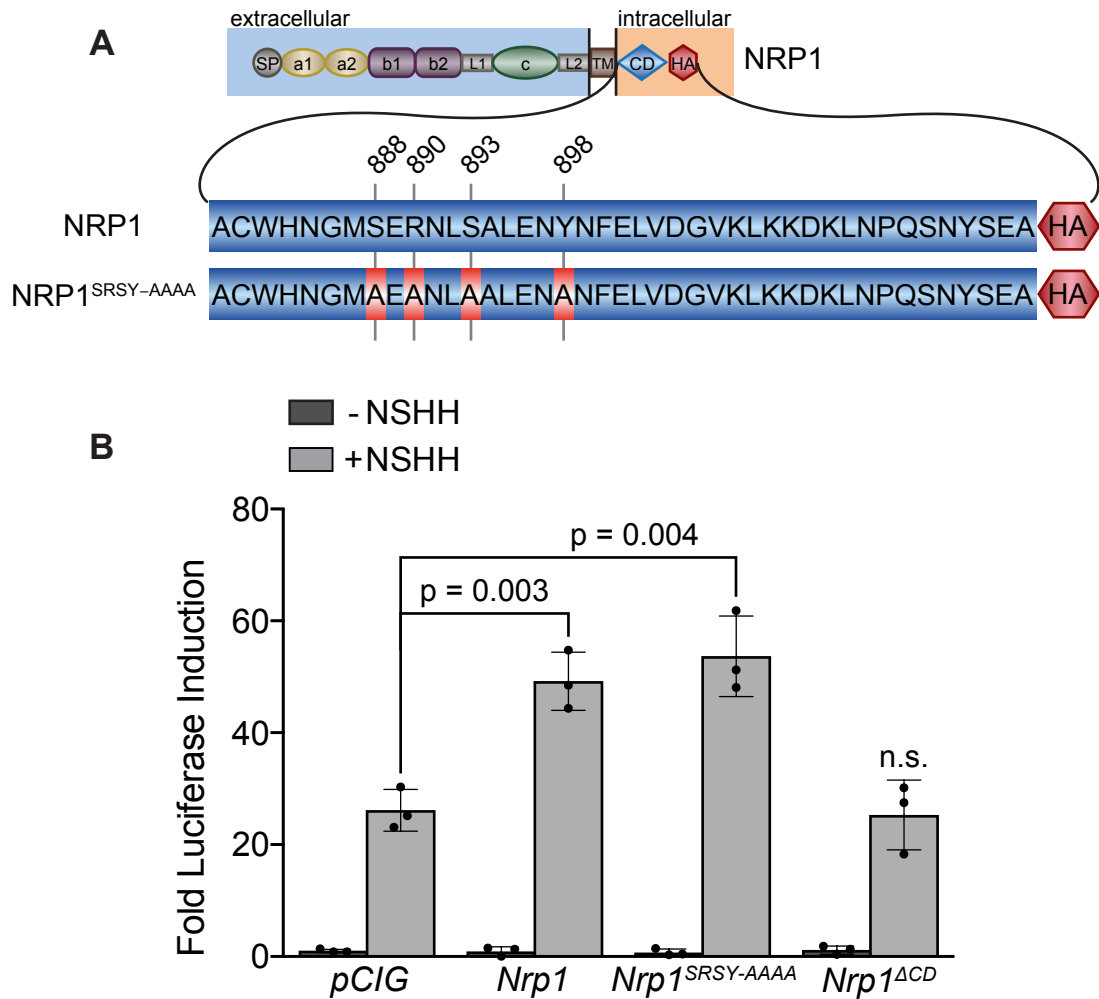 A
extracellular
intracellular
SP a1 a2 b1 b2 L1 c L2 TM CD HA
NRP1
888 890 893 898
NRP1 ACWHNGMSERNLSALENYNFELVDGVKLKKDKLNPQSNYSEA HA
NRP1SRSY-AAAA ACWHNGMAEANLAALENANFELVDGVKLKKDKLNPQSNYSEA HA
B
- NSHH
+NSHH
Fold Luciferase Induction
80
60
40
20
0
p = 0.004
p = 0.003
n.s.
pCIG
Nrp1
Nrp1SRSY-AAAA
Nrp1ΔCD